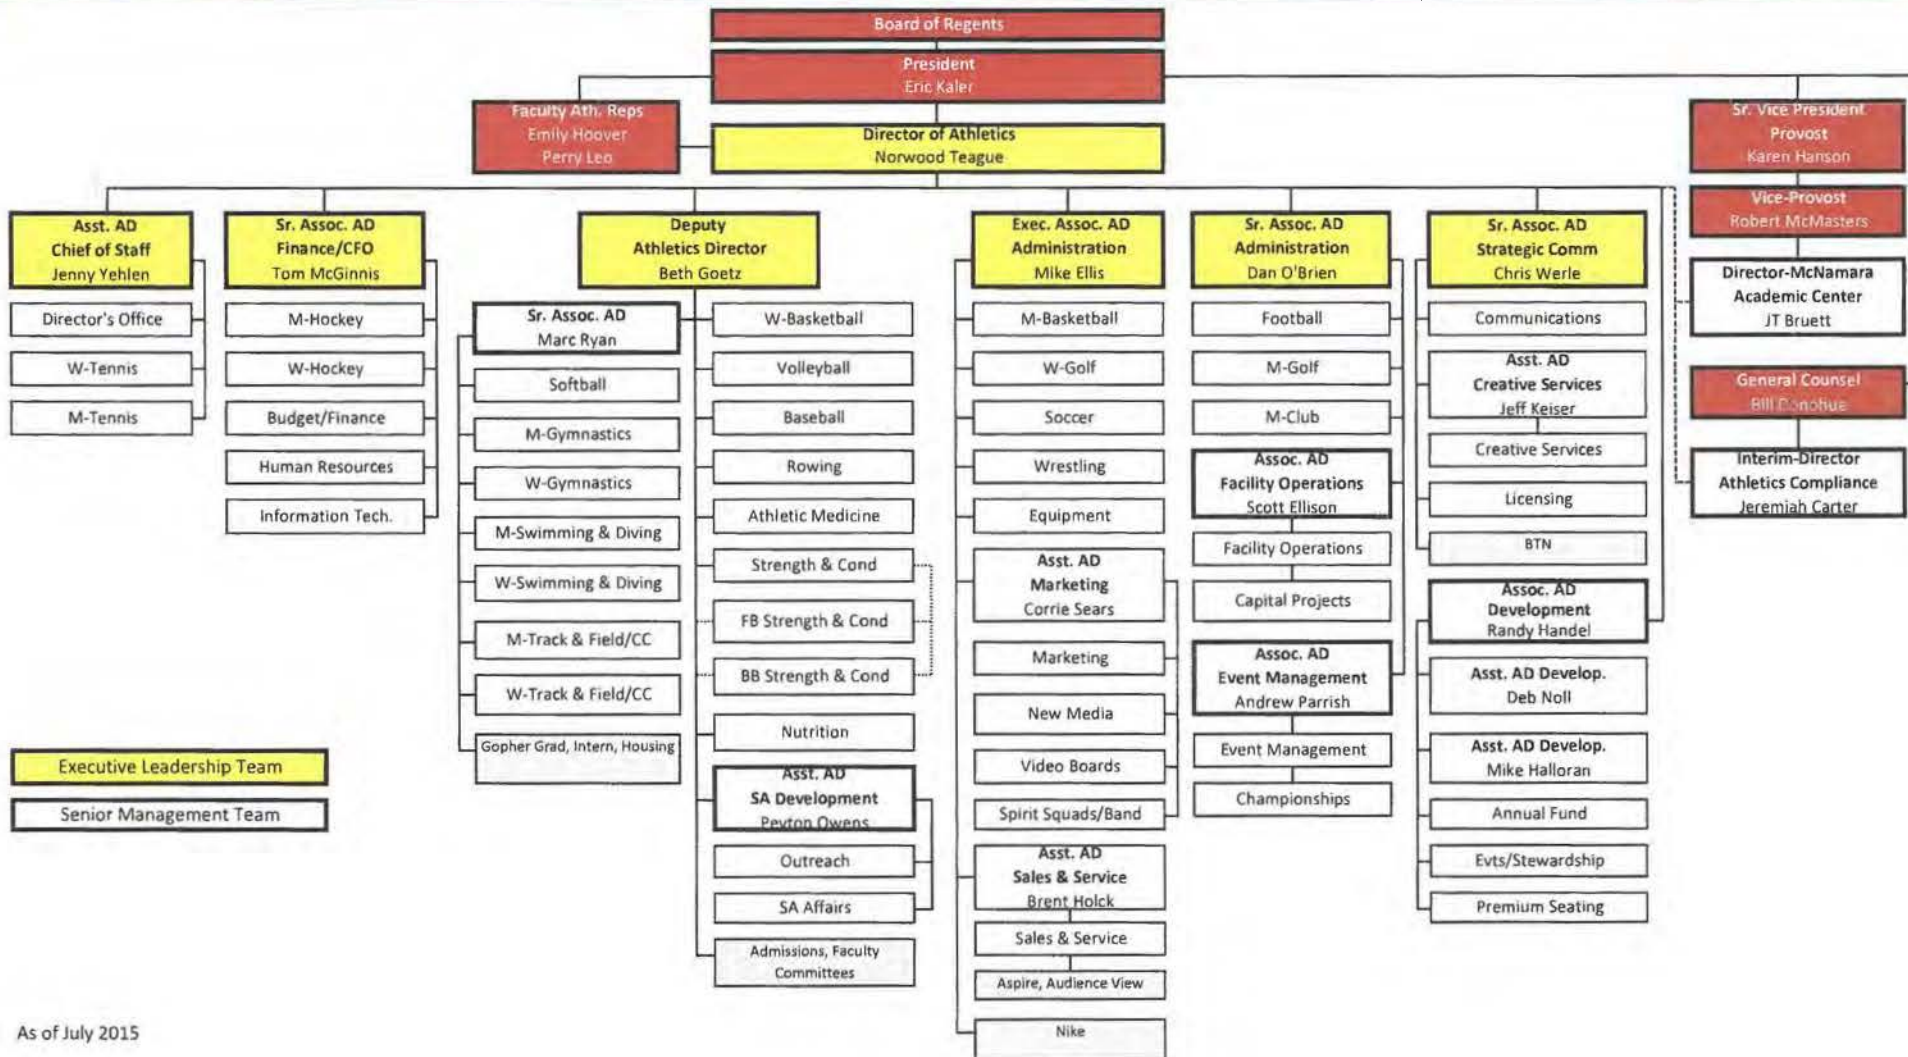 Board of Regents
President
Eric Kaler
Faculty Ath. Reps
Emily Hoover
Perry Leo
Director of Athletics
Norwood Teague
Sr. Vice President
Provost
Karen Hanson
Vice-Provost
Robert McMasters
Director-McNamara
Academic Center
JT Bruett
General Counsel
Bill Donohue
Interim-Director
Athletics Compliance
Jeremiah Carter
Asst. AD
Chief of Staff
Jenny Yehlen
Director's Office
W-Tennis
M-Tennis
Sr. Assoc. AD
Finance/CFO
Tom McGinnis
M-Hockey
W-Hockey
Budget/Finance
Human Resources
Information Tech.
Deputy
Athletics Director
Beth Goetz
Sr. Assoc. AD
Marc Ryan
Softball
M-Gymnastics
W-Gymnastics
M-Swimming & Diving
W-Swimming & Diving
M-Track & Field/CC
W-Track & Field/CC
Gopher Grad, Intern, Housing
W-Basketball
Volleyball
Baseball
Rowing
Athletic Medicine
Strength & Cond
FB Strength & Cond
BB Strength & Cond
Nutrition
Asst. AD
SA Development
Peyton Owens
Outreach
SA Affairs
Admissions, Faculty
Committees
Exec. Assoc. AD
Administration
Mike Ellis
M-Basketball
W-Golf
Soccer
Wrestling
Equipment
Asst. AD
Marketing
Corrie Sears
Marketing
New Media
Video Boards
Spirit Squads/Band
Asst. AD
Sales & Service
Brent Holck
Sales & Service
Aspire, Audience View
Nike
Sr. Assoc. AD
Administration
Dan O'Brien
Football
M-Golf
M-Club
Assoc. AD
Facility Operations
Scott Ellison
Facility Operations
Capital Projects
Assoc. AD
Event Management
Andrew Parrish
Event Management
Championships
Sr. Assoc. AD
Strategic Comm
Chris Werle
Communications
Asst. AD
Creative Services
Jeff Keiser
Creative Services
Licensing
BTN
Assoc. AD
Development
Randy Handel
Asst. AD Develop.
Deb Noll
Asst. AD Develop.
Mike Halloran
Annual Fund
Evts/Stewardship
Premium Seating
Executive Leadership Team
Senior Management Team
As of July 2015